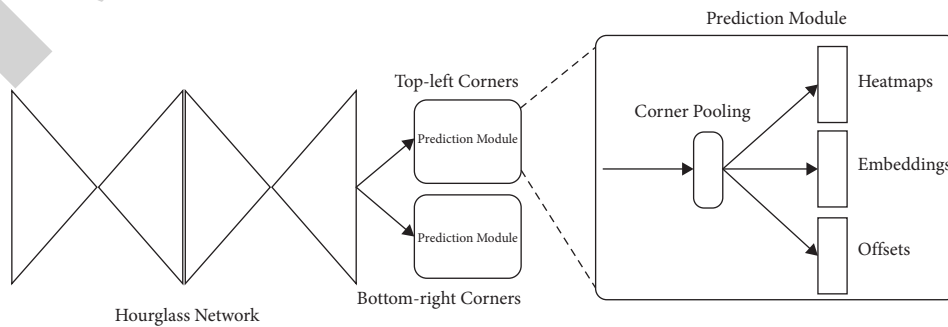 Prediction Module
Top-left Corners
Heatmaps
Corner Pooling
Prediction Module
Embeddings
Prediction Module
Offsets
Bottom-right Corners
Hourglass Network